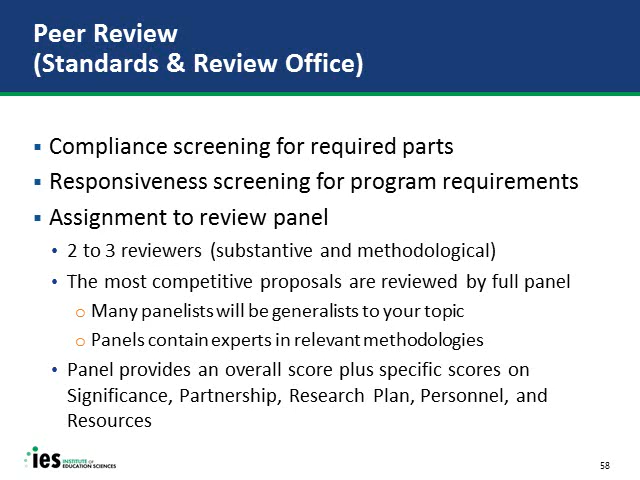 Peer Review
(Standards & Review Office)
Compliance screening for required parts
Responsiveness screening for program requirements
Assignment to review panel
2 to 3 reviewers (substantive and methodological)
The most competitive proposals are reviewed by full panel
Many panelists will be generalists to your topic
Panels contain experts in relevant methodologies
Panel provides an overall score plus specific scores on
Significance, Partnership, Research Plan, Personnel, and
Resources
ies INSTITUTE OF
EDUCATION SCIENCES
58